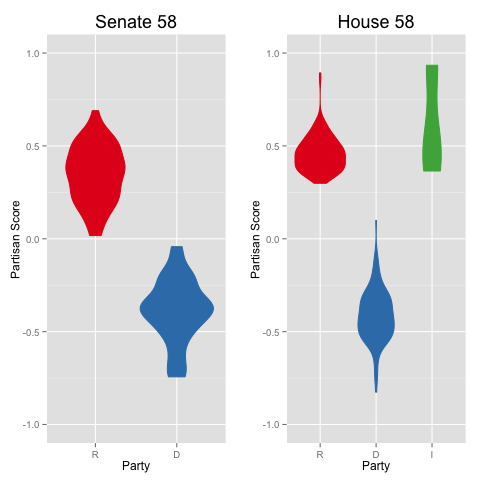 Senate 58
1.0
0.5
0.0
-0.5
-1.0
Partisan Score
R D
Party
House 58
1.0
0.5
0.0
-0.5
-1.0
Partisan Score
R D I
Party